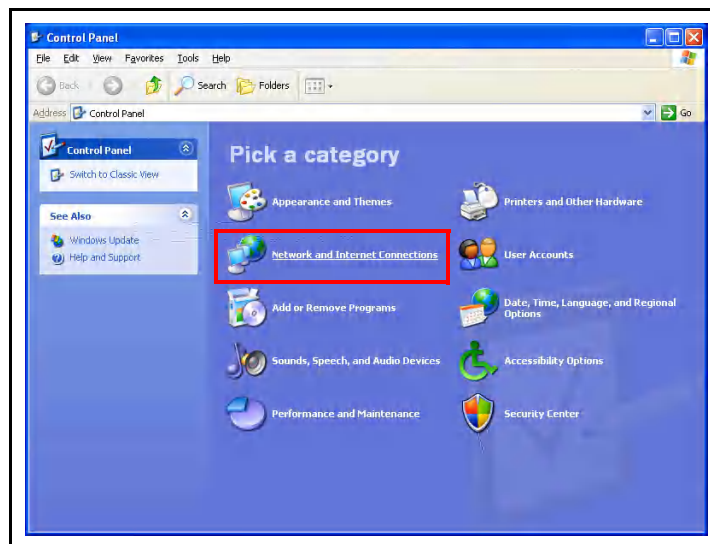 Control Panel
File Edit View Favorites Tools Help
Back Search Folders
Address Control Panel Go
Control Panel
Switch to Classic View
See Also
Windows Update
Help and Support
Pick a category
Appearance and Themes
Printers and Other Hardware
Network and Internet Connections
User Accounts
Add or Remove Programs
Date, Time, Language, and Regional
Options
Sounds, Speech, and Audio Devices
Accessibility Options
Performance and Maintenance
Security Center